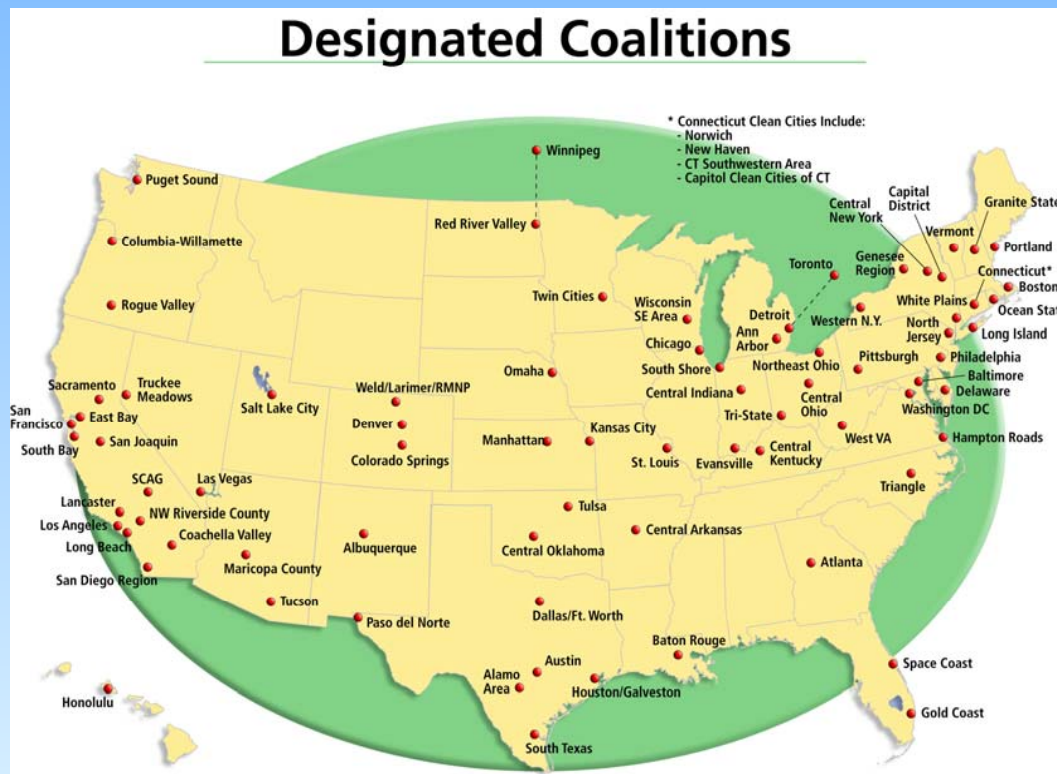 Designated Coalitions
* Connecticut Clean Cities Include:
- Norwich
- New Haven
- CT Southwestern Area
- Capitol Clean Cities of CT
Winnipeg
Puget Sound
Red River Valley
Columbia-Willamette
Central
New York
Capital
District
Granite State
Vermont
Portland
Toronto
Genesee
Region
Connecticut*
Boston
Rogue Valley
Twin Cities
Wisconsin
SE Area
Detroit
Ann
Arbor
Western N.Y.
White Plains
Ocean State
North
Jersey
Long Island
Chicago
South Shore
Northeast Ohio
Pittsburgh
Philadelphia
Baltimore
Delaware
Washington DC
Sacramento
Truckee
Meadows
Salt Lake City
Weld/Larimer/RMNP
Omaha
Central Indiana
Central
Ohio
San
Francisco
East Bay
South Bay
San Joaquin
Denver
Colorado Springs
Manhattan
Kansas City
St. Louis
Tri-State
Evansville
Central
Kentucky
West VA
Hampton Roads
SCAG
Las Vegas
Triangle
Lancaster
NW Riverside County
Los Angeles
Long Beach
Coachella Valley
San Diego Region
Maricopa County
Albuquerque
Tulsa
Central Oklahoma
Central Arkansas
Atlanta
Tucson
Paso del Norte
Dallas/Ft. Worth
Baton Rouge
Austin
Alamo
Area
Houston/Galveston
Space Coast
Honolulu
Gold Coast
South Texas